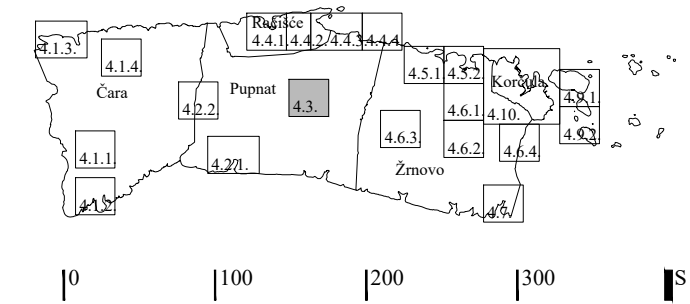 Račišće
4.4.1. 4.4.2. 4.4.3. 4.4.4.
4.1.3.
4.1.4.
4.5.1. 4.5.2.
Korčula
Čara
Pupnat
4.3.
4.2.2.
4.6.1.
4.10.
4.9.1.
4.6.3.
4.9.2.
4.1.1.
4.2.1.
4.6.2.
4.6.4.
Žrnovo
4.1.2.
4.7.
0 100 200 300 S